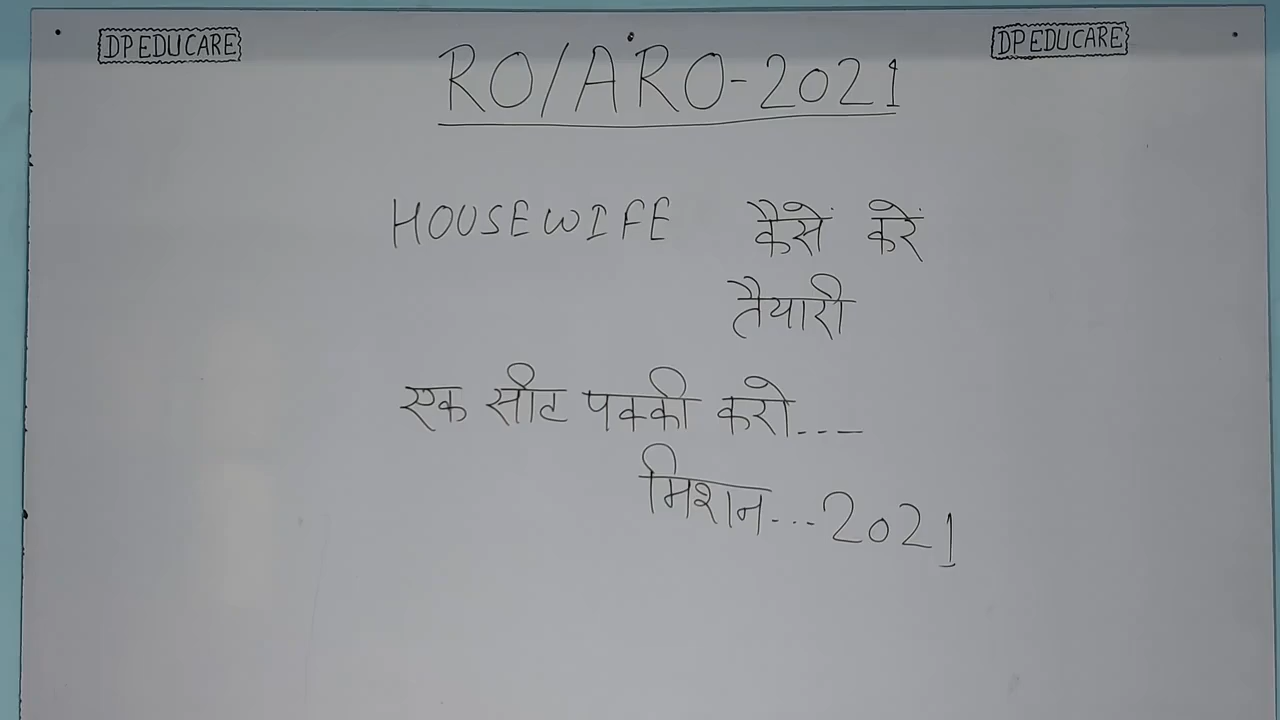 DP EDUCARE
DP EDUCARE
RO/ARO-2021
HOUSEWIFE कैसें करें
तैयारी
एक सीट पक्की करो...
मिशन...2021